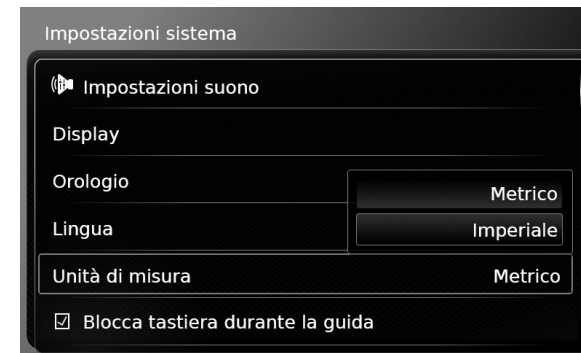 Impostazioni sistema
Impostazioni suono
Display
Orologio
Metrico
Lingua
Imperiale
Unità di misura Metrico
Blocca tastiera durante la guida